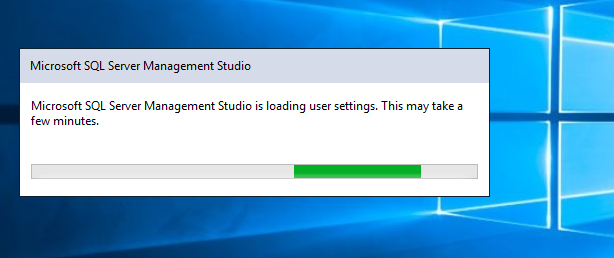 Microsoft SQL Server Management Studio
Microsoft SQL Server Management Studio is loading user settings. This may take a
few minutes.